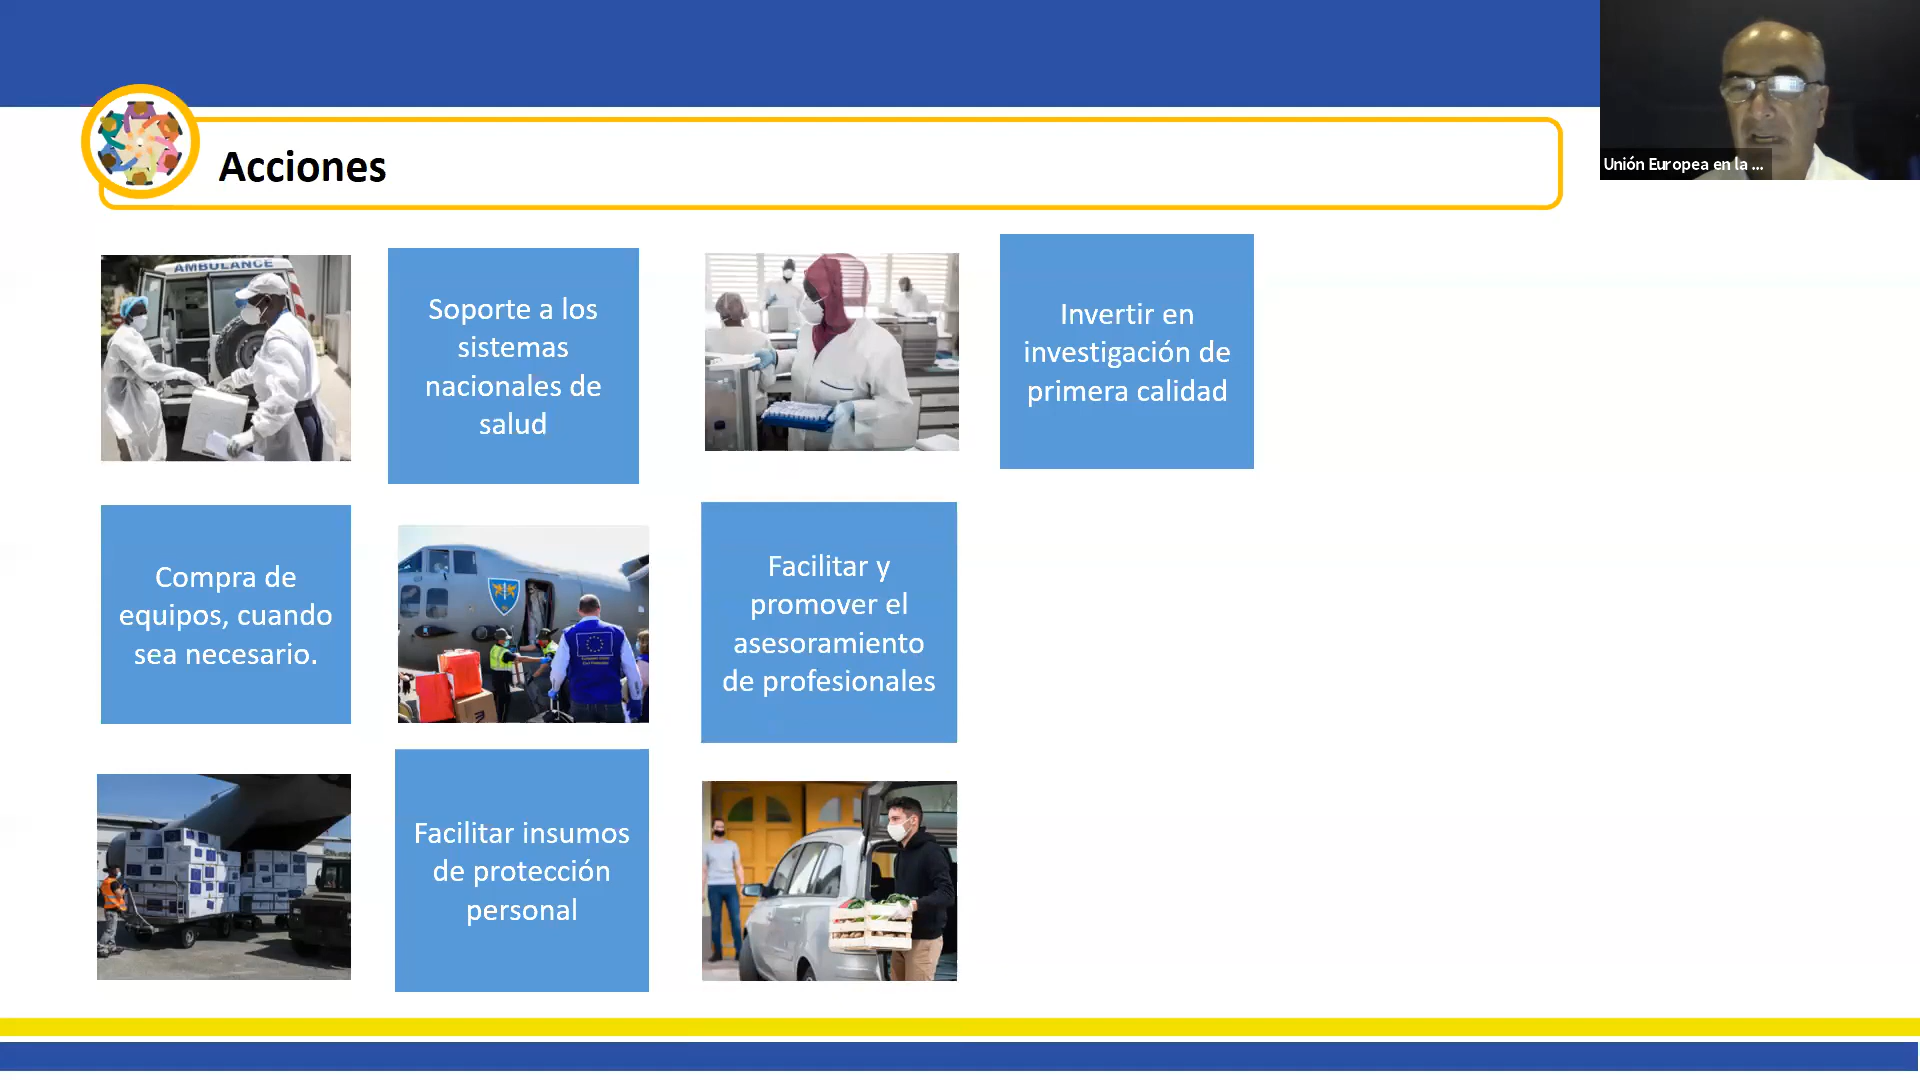 Unión Europea en la ...
Acciones
AMBULANCE
Soporte a los
sistemas
nacionales de
salud
Invertir en
investigación de
primera calidad
Compra de
equipos, cuando
sea necesario.
Facilitar y
promover el
asesoramiento
de profesionales
Facilitar insumos
de protección
personal